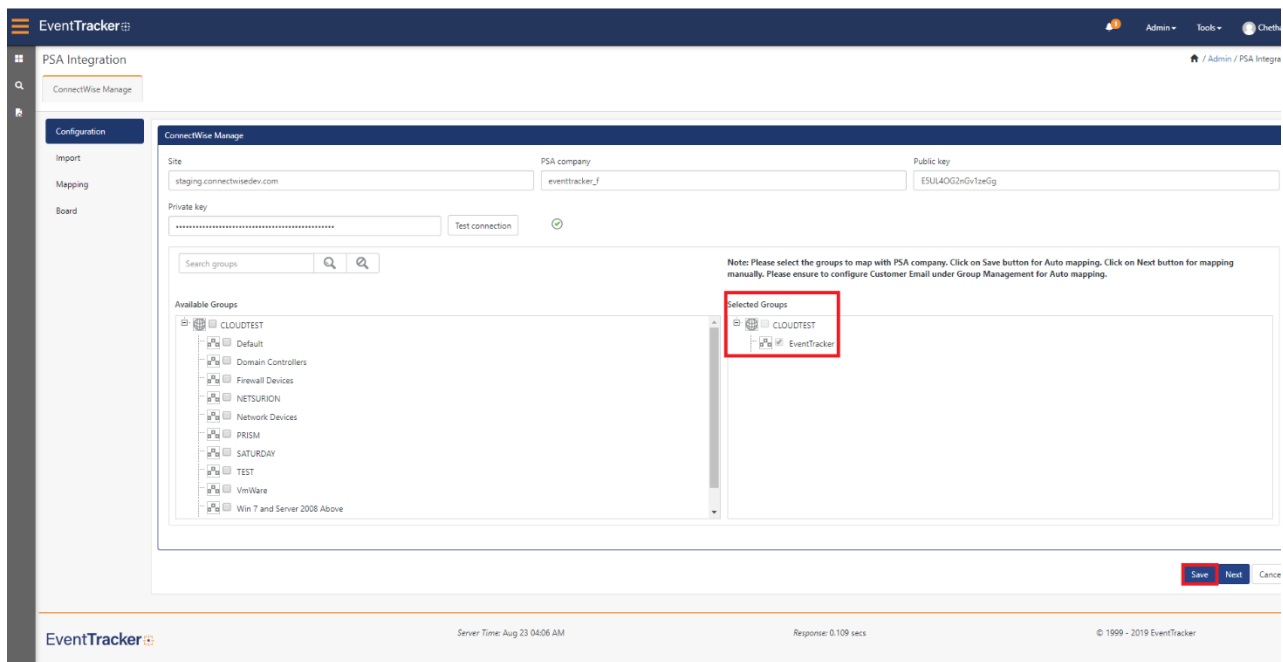 EventTracker
Admin
Tools
PSA Integration
/ Admin / PSA Integra
ConnectWise Manage
Configuration
Import
Mapping
Board
ConnectWise Manage
Site
PSA company
Public key
staging.connectwisedev.com
eventtracker_f
E5UL4OG2nGv1zeGg
Private key
Test connection
Search groups
Note: Please select the groups to map with PSA company. Click on Save button for Auto mapping. Click on Next button for mapping
manually. Please ensure to configure Customer Email under Group Management for Auto mapping.
Available Groups
Selected Groups
CLOUDTEST
Default
Domain Controllers
Firewall Devices
NETSURION
Network Devices
PRISM
SATURDAY
TEST
VmWare
Win 7 and Server 2008 Above
CLOUDTEST
EventTracker
Save
Next
Cance
EventTracker
Server Time: Aug 23 04:06 AM
Response: 0.109 secs
© 1999 - 2019 EventTracker